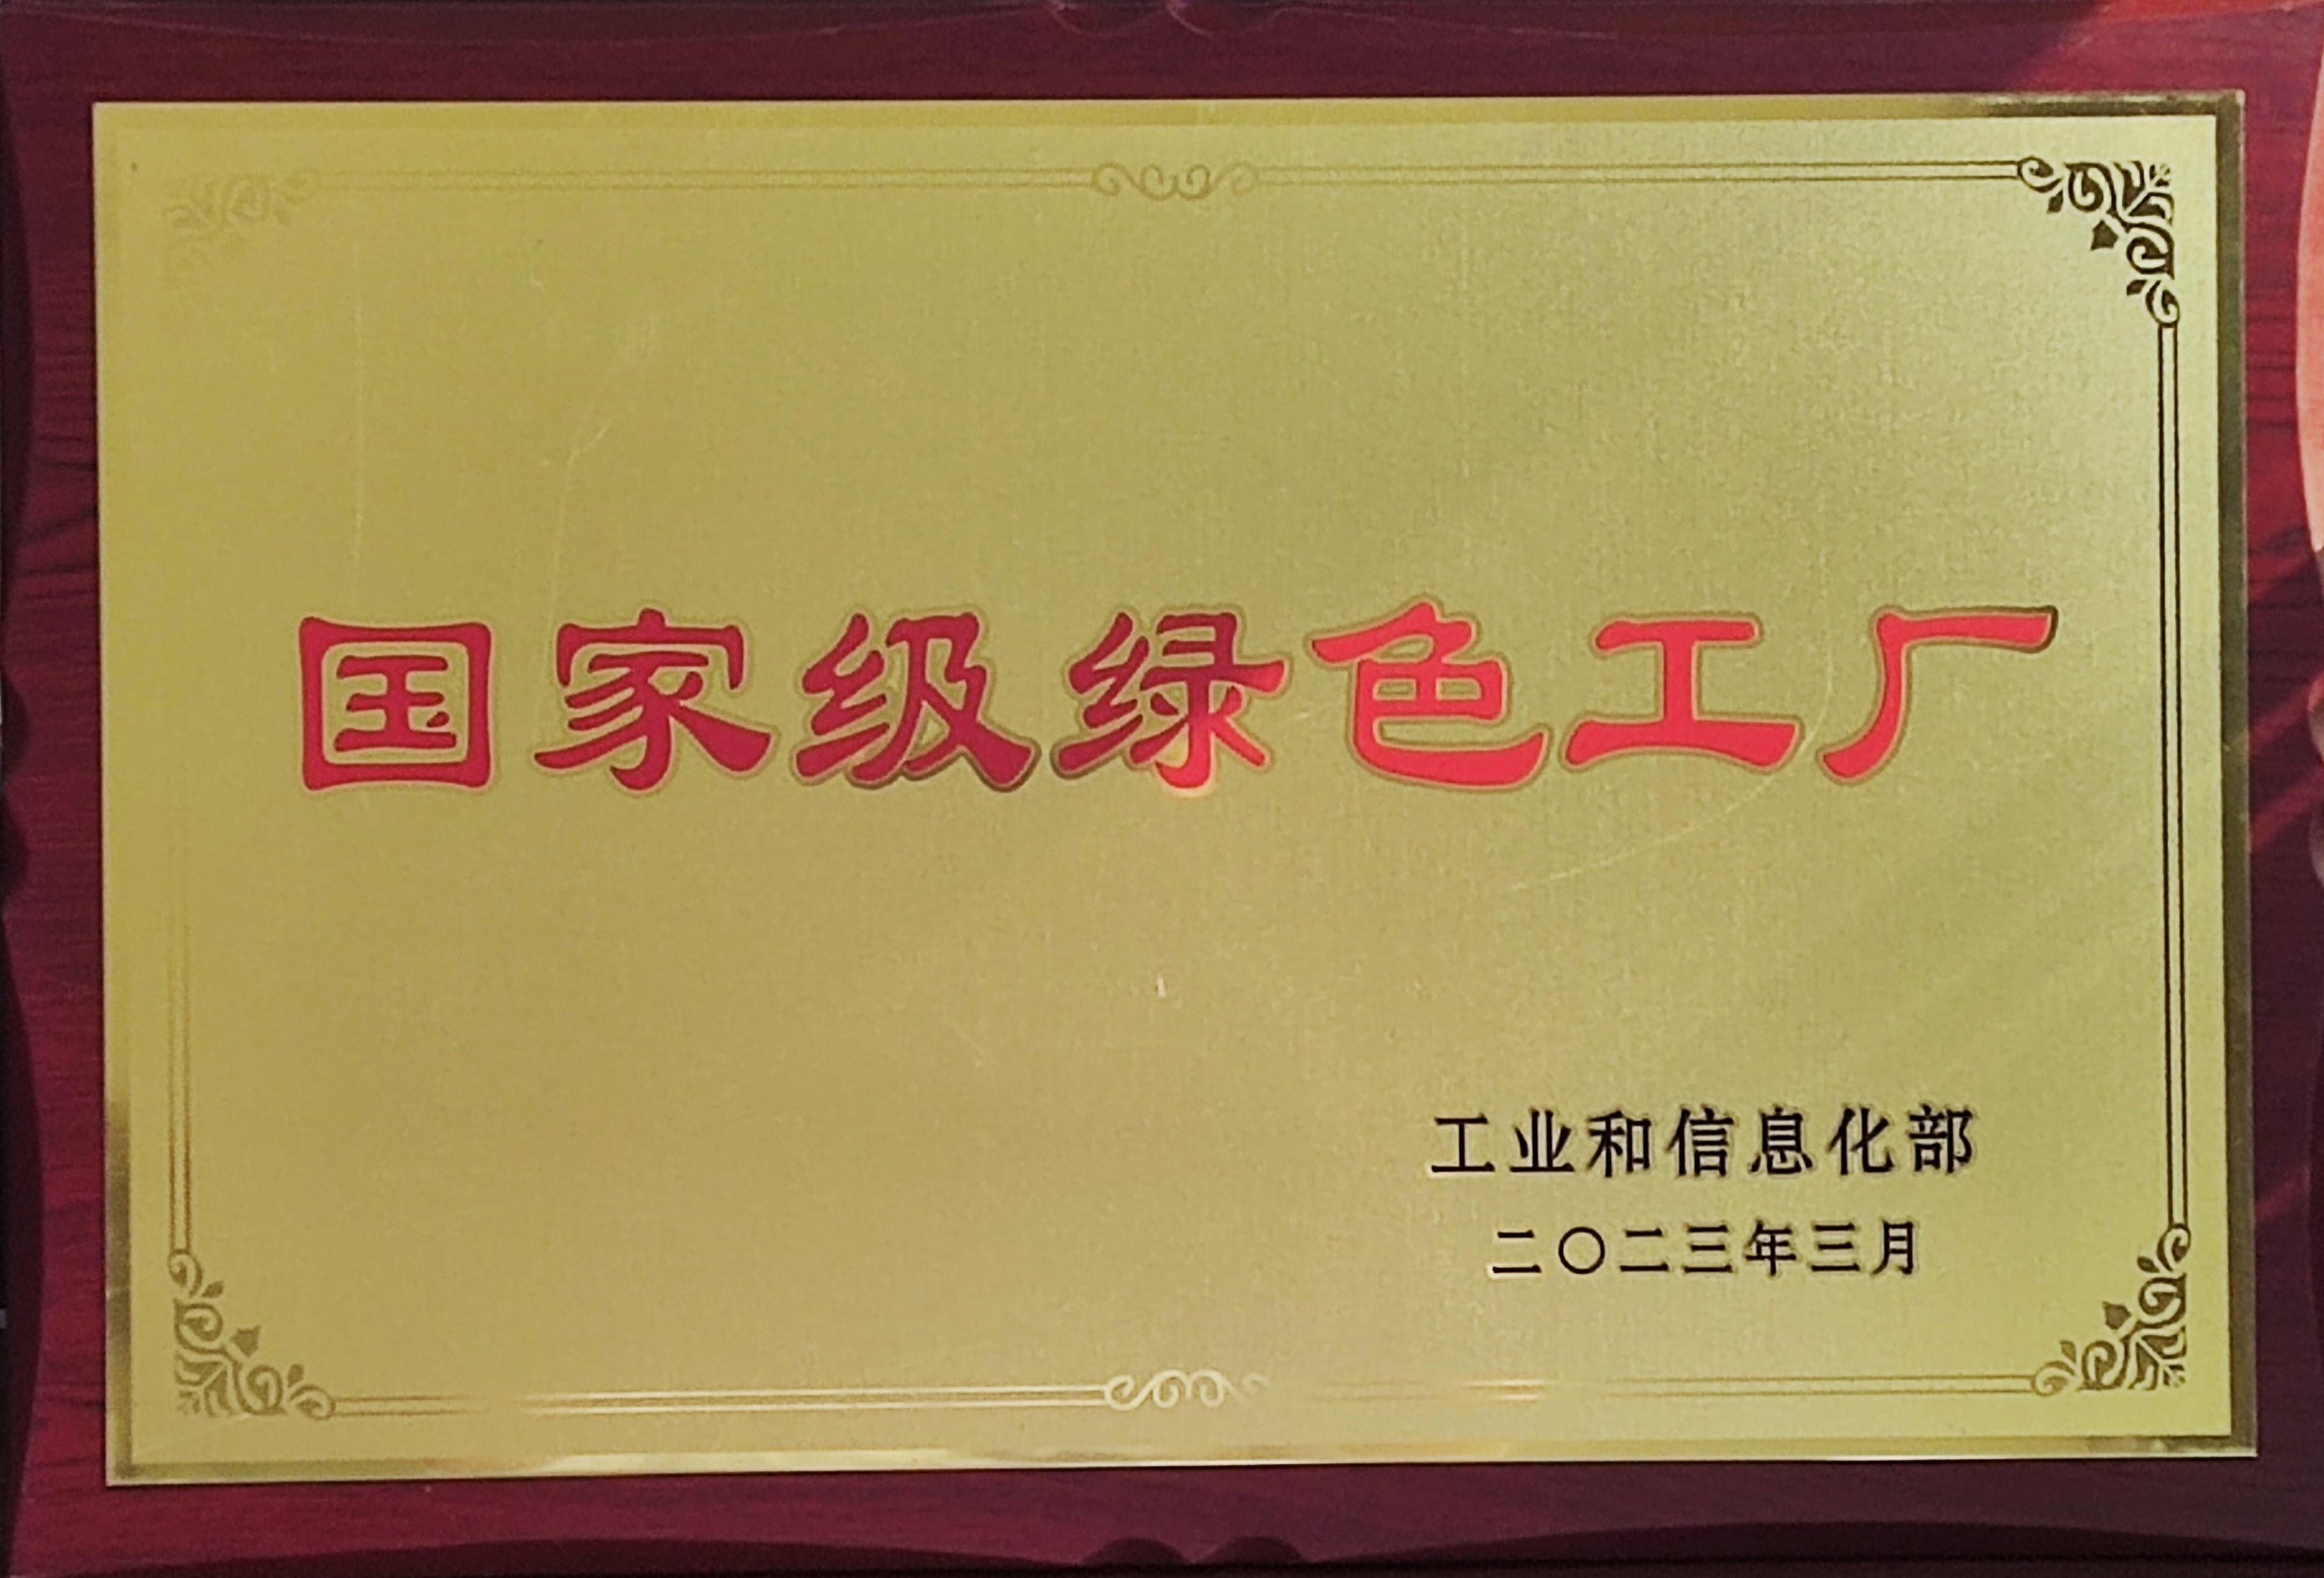 国家级绿色工厂
工业和信息化部
二〇二三年三月